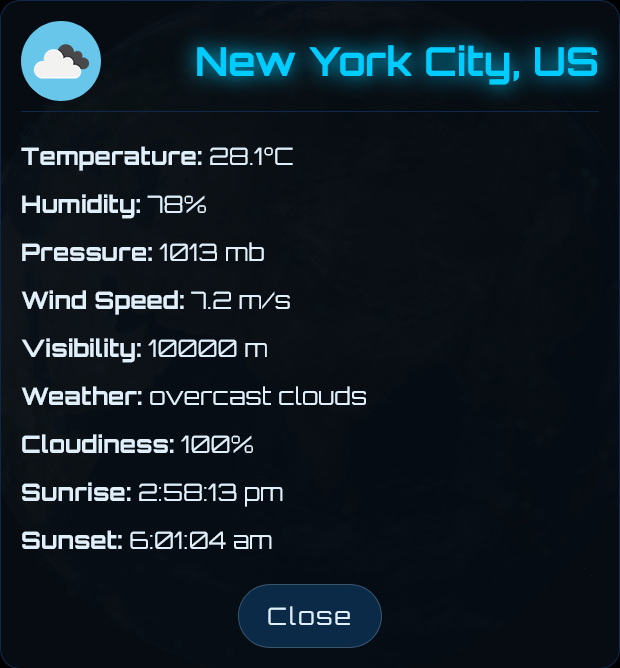 New York City, US
Temperature: 28.1°C
Humidity: 78%
Pressure: 1013 mb
Wind Speed: 7.2 m/s
Visibility: 10000 m
Weather: overcast clouds
Cloudiness: 100%
Sunrise: 2:58:13 pm
Sunset: 6:01:04 am
Close